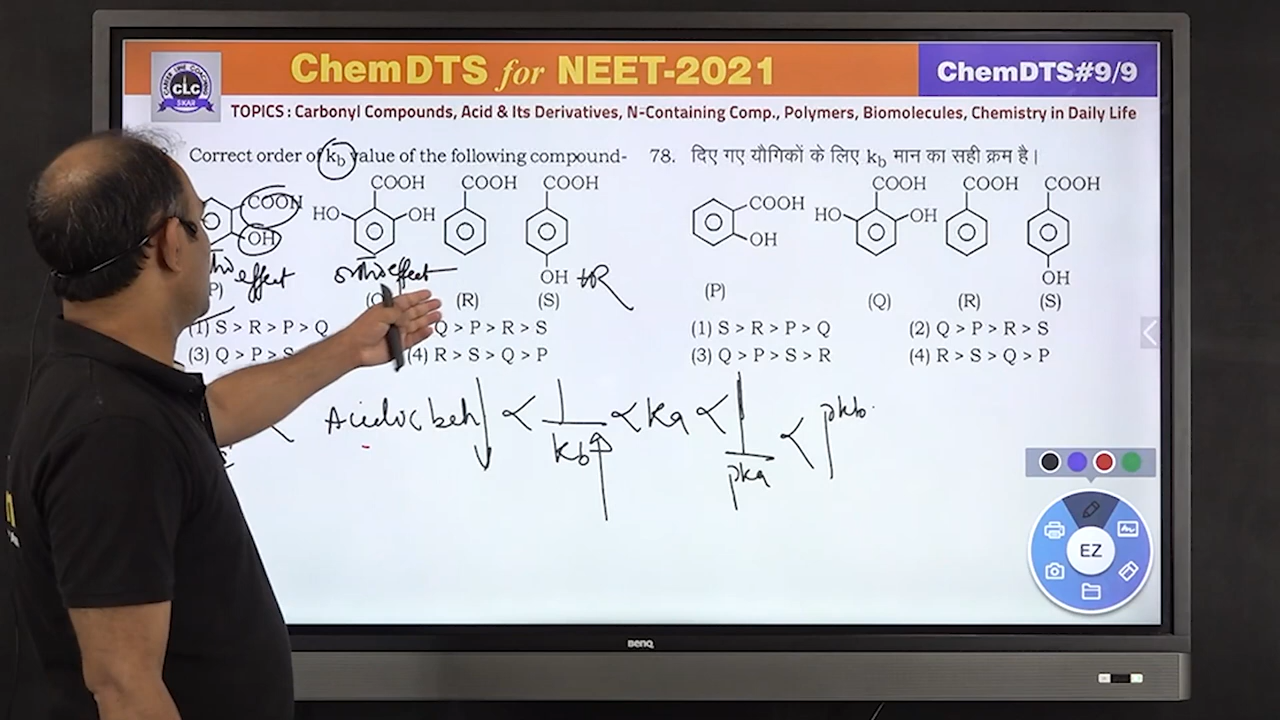 ChemDTS for NEET-2021
ChemDTS#9/9
CLC
SIKAR
TOPICS : Carbonyl Compounds, Acid & Its Derivatives, N-Containing Comp., Polymers, Biomolecules, Chemistry in Daily Life
Correct order of kb value of the following compound-
COOH
OH
(P)
effect
COOH
HO
OH
ortho effect
COOH
(R)
COOH
OH
(S)
+R
(1) S > R > P > Q
Q > P > R > S
(3) Q > P > S
(4) R > S > Q > P
78. दिए गए यौगिकों के लिए kb मान का सही क्रम है।
COOH
OH
(P)
COOH
HO
OH
(Q)
COOH
(R)
COOH
OH
(S)
(1) S > R > P > Q
(2) Q > P > R > S
(3) Q > P > S > R
(4) R > S > Q > P
Acidic beh ↓ ∝ 1/kb ↑ ∝ Ka ∝ 1/pka ∝ pkb
EZ
BenQ